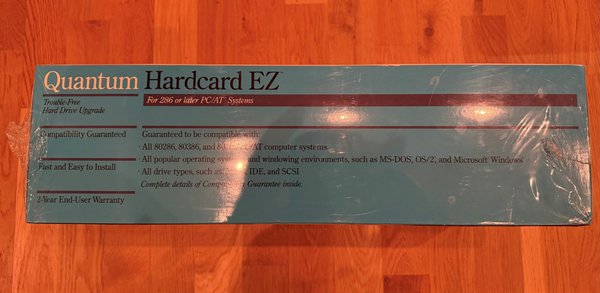 Quantum Hardcard EZ™
Trouble-Free
Hard Drive Upgrade
For 286 or later PC/AT Systems
Compatibility Guaranteed
Guaranteed to be compatible with:
· All 80286, 80386, and computer systems
· All popular operating and windowing environments, such as MS-DOS, OS/2, and Microsoft Windows
Fast and Easy to Install
· All drive types, such as IDE, and SCSI
Complete details of Guarantee inside.
2-Year End-User Warranty